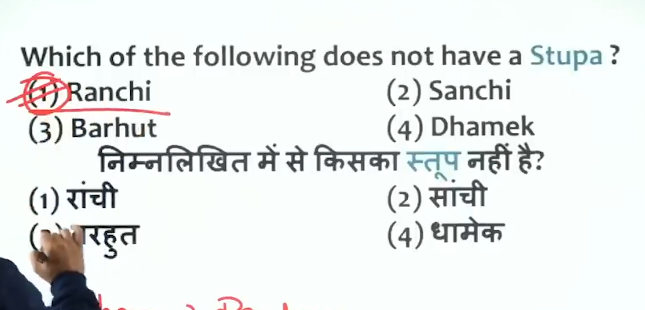 Which of the following does not have a Stupa ?
(1) Ranchi (2) Sanchi
(3) Barhut (4) Dhamek
निम्नलिखित में से किसका स्तूप नहीं है?
(1) रांची (2) सांची
(4) धामेक